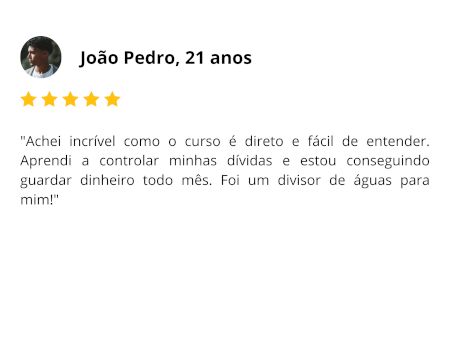 João Pedro, 21 anos
"Achei incrível como o curso é direto e fácil de entender.
Aprendi a controlar minhas dívidas e estou conseguindo
guardar dinheiro todo mês. Foi um divisor de águas para
mim!"